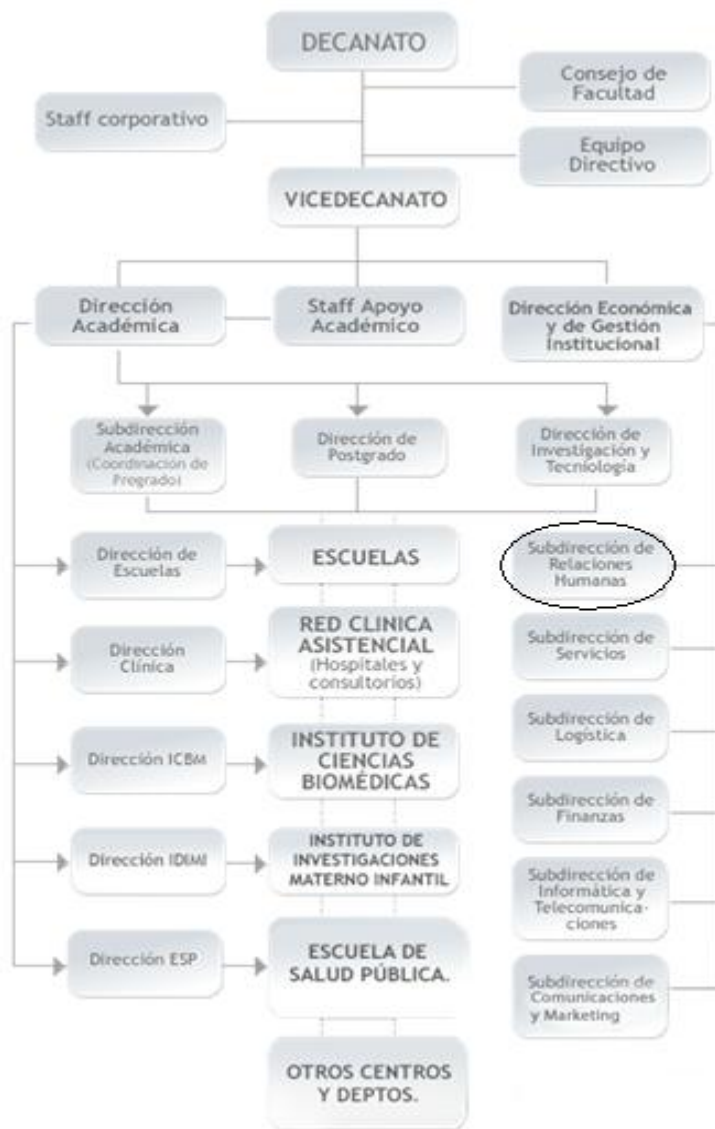 DECANATO
Consejo de
Facultad
Staff corporativo
Equipo
Directivo
VICEDECANATO
Dirección
Académica
Staff Apoyo
Académico
Dirección Económica
y de Gestión
Institucional
Subdirección
Académica
(Coordinación de
Pregrado)
Dirección de
Postgrado
Dirección de
Investigación y
Tecniología
Dirección de
Escuelas
ESCUELAS
Subdirección de
Relaciones
Humanas
Dirección
Clínica
RED CLINICA
ASISTENCIAL
(Hospitales y
consultorios)
Subdirección de
Servicios
Dirección ICBM
INSTITUTO DE
CIENCIAS
BIOMÉDICAS
Subdirección de
Logística
Dirección IDIMI
INSTITUTO DE
INVESTIGACIONES
MATERNO INFANTIL
Subdirección de
Finanzas
Subdirección de
Informática y
Telecomunica-
ciones
Dirección ESP
ESCUELA DE
SALUD PÚBLICA.
Subdirección de
Comunicaciones
y Marketing
OTROS CENTROS
Y DEPTOS.